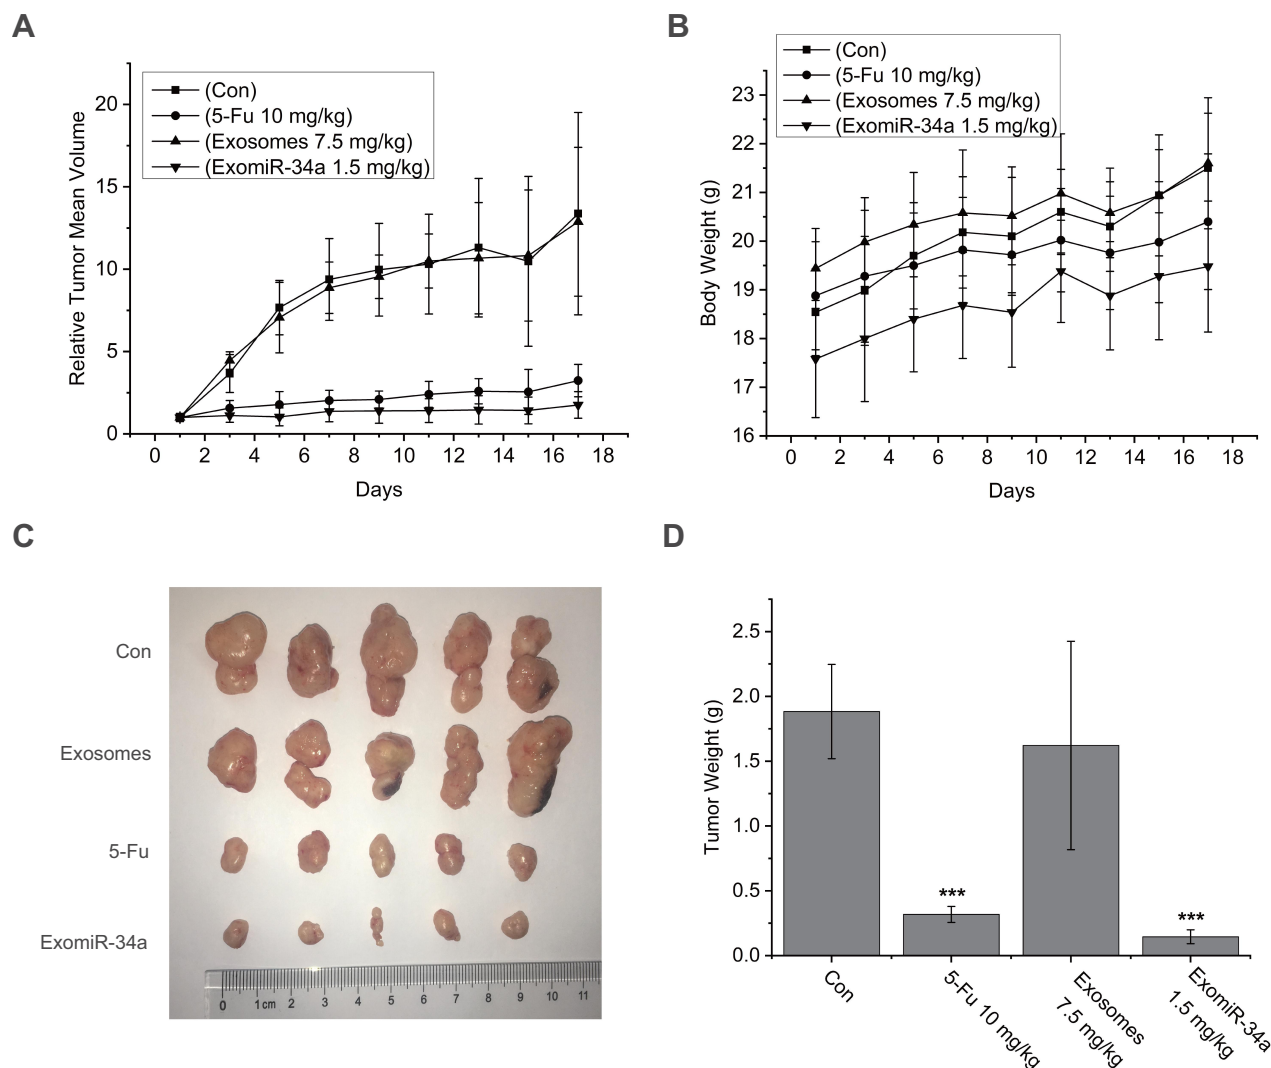 A
(Con)
(5-Fu 10 mg/kg)
(Exosomes 7.5 mg/kg)
(ExomiR-34a 1.5 mg/kg)
Relative Tumor Mean Volume
20
15
10
5
0
0 2 4 6 8 10 12 14 16 18
Days
B
(Con)
(5-Fu 10 mg/kg)
(Exosomes 7.5 mg/kg)
(ExomiR-34a 1.5 mg/kg)
Body Weight (g)
23
22
21
20
19
18
17
16
0 2 4 6 8 10 12 14 16 18
Days
C
Con
Exosomes
5-Fu
ExomiR-34a
0 1cm 2 3 4 5 6 7 8 9 10 11
D
Tumor Weight (g)
2.5
2.0
1.5
1.0
0.5
0.0
***
***
Con
5-Fu 10 mg/kg
Exosomes
7.5 mg/kg
ExomiR-34a
1.5 mg/kg